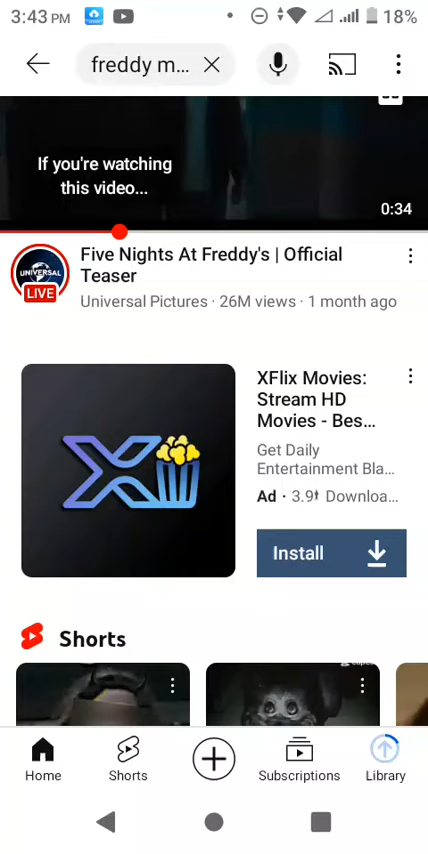 3:43 PM
18%
freddy m...
If you're watching
this video...
0:34
UNIVERSAL
LIVE
Five Nights At Freddy's | Official
Teaser
Universal Pictures · 26M views · 1 month ago
XFlix Movies:
Stream HD
Movies - Bes...
Get Daily
Entertainment Bla...
Ad · 3.9 Downloa...
Install
Shorts
Home
Shorts
Subscriptions
Library